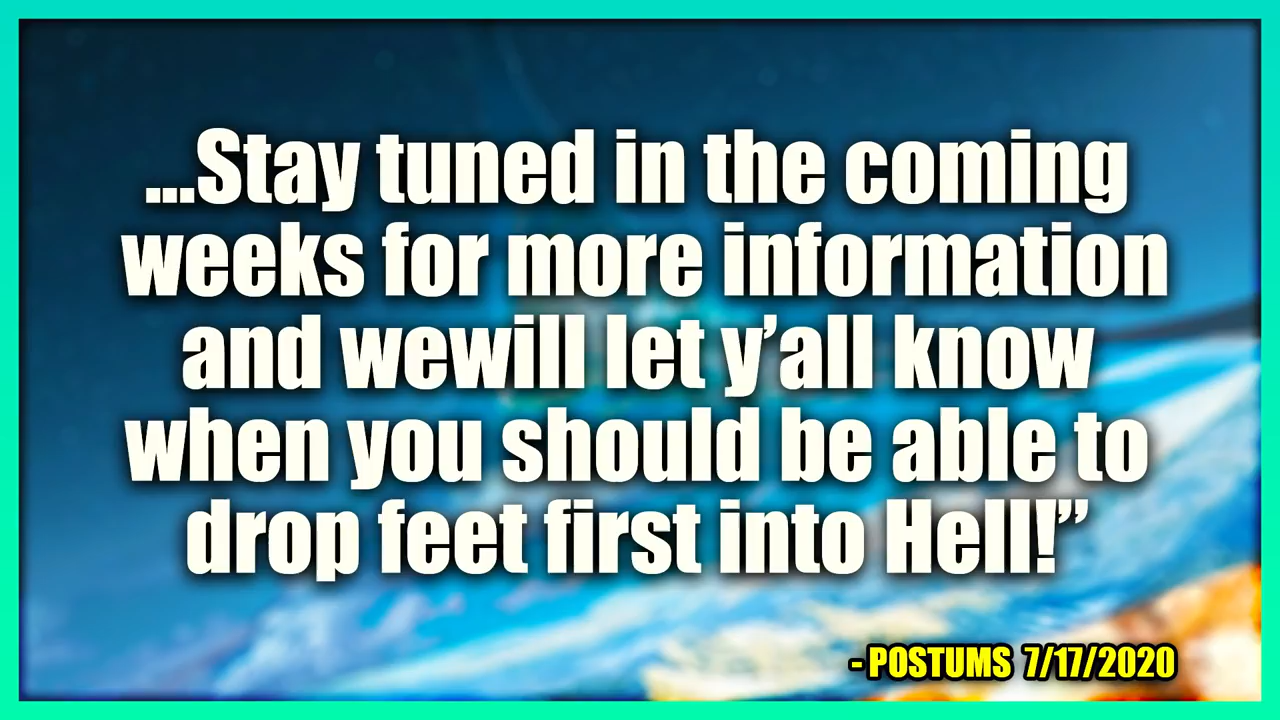 ...Stay tuned in the coming
weeks for more information
and wewill let y’all know
when you should be able to
drop feet first into Hell!”
- POSTUMS 7/17/2020